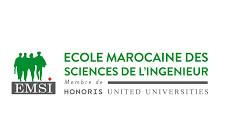 ECOLE MAROCAINE DES
SCIENCES DE L'INGENIEUR
EMSI
Membre de
HONORIS UNITED UNIVERSITIES